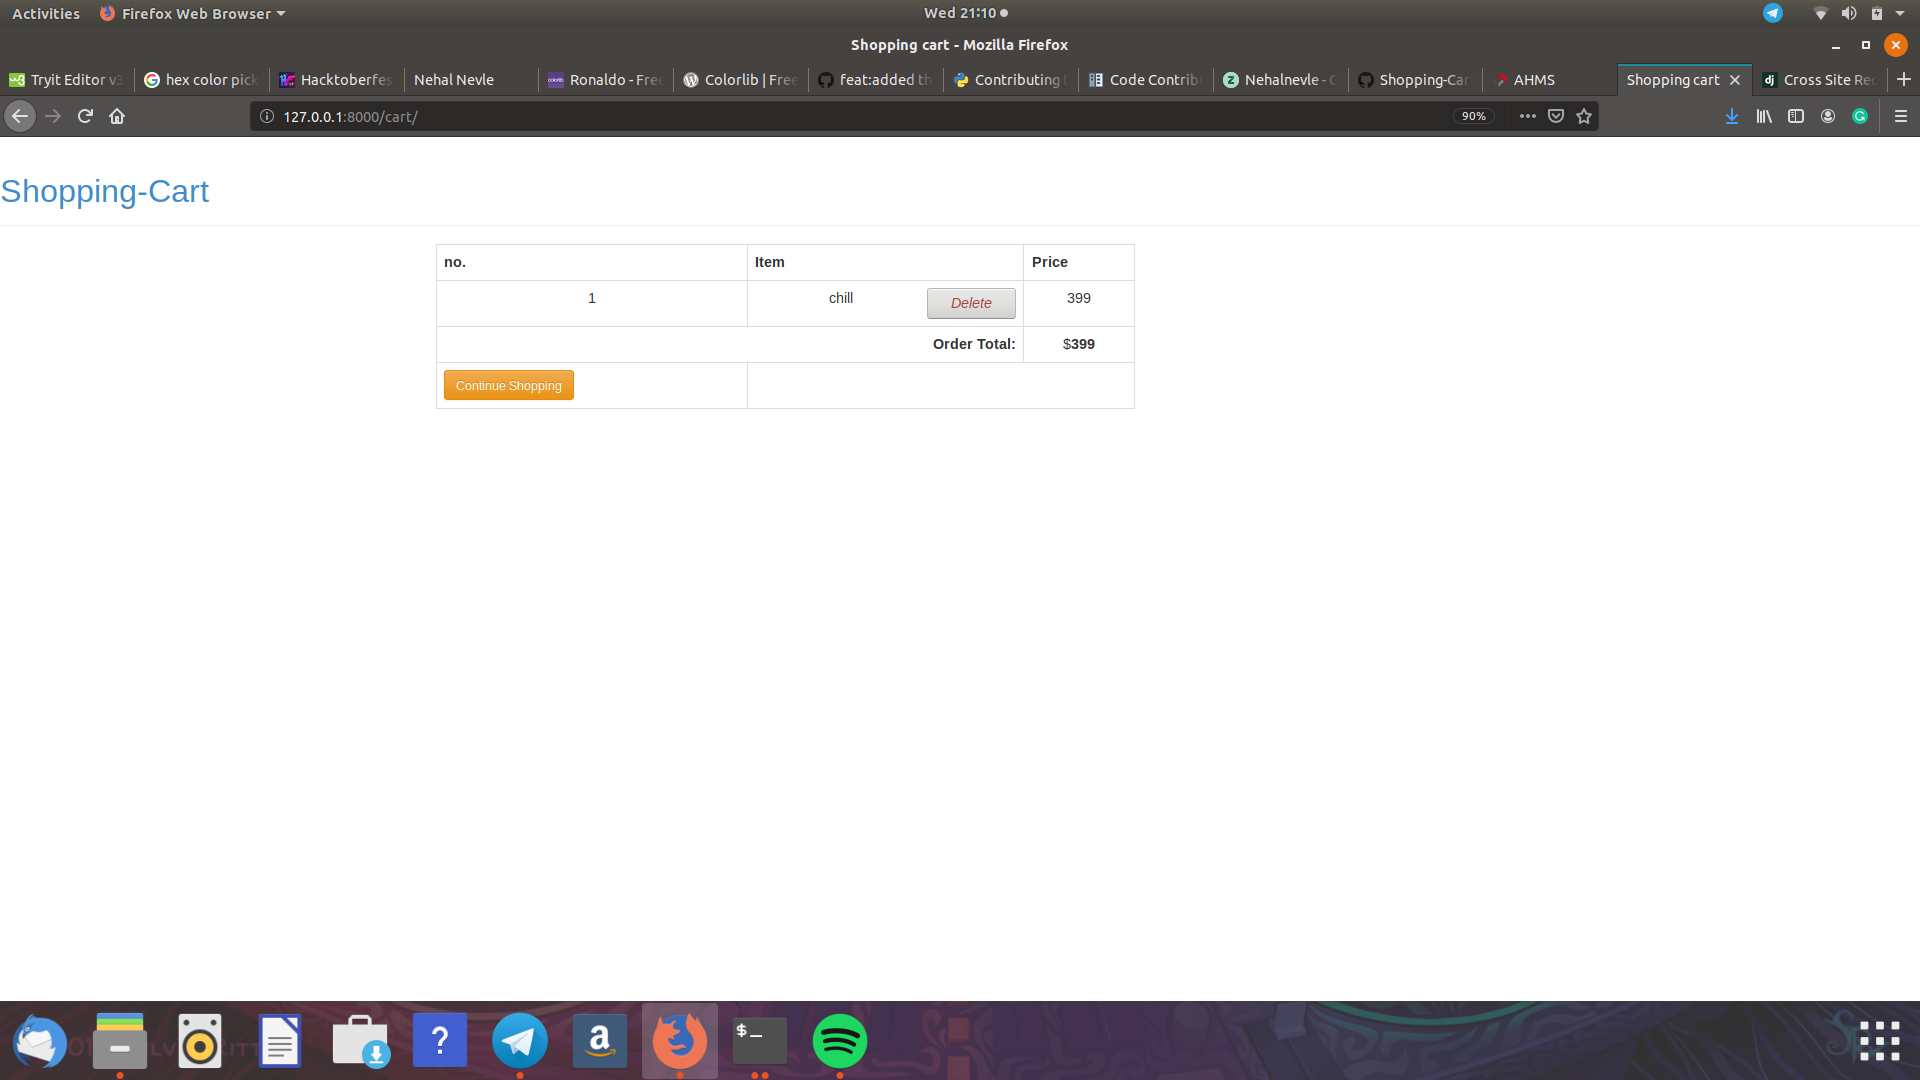 Activities Firefox Web Browser Wed 21:10
Shopping cart - Mozilla Firefox
Tryit Editor v3 hex color pick Hacktoberfes Nehal Nevle Ronaldo - Free Colorlib | Free feat:added th Contributing Code Contrib Nehalnevle - Shopping-Car AHMS Shopping cart Cross Site Rec
127.0.0.1:8000/cart/ 90%
Shopping-Cart
no. Item Price
1 chill Delete 399
Order Total: $399
Continue Shopping